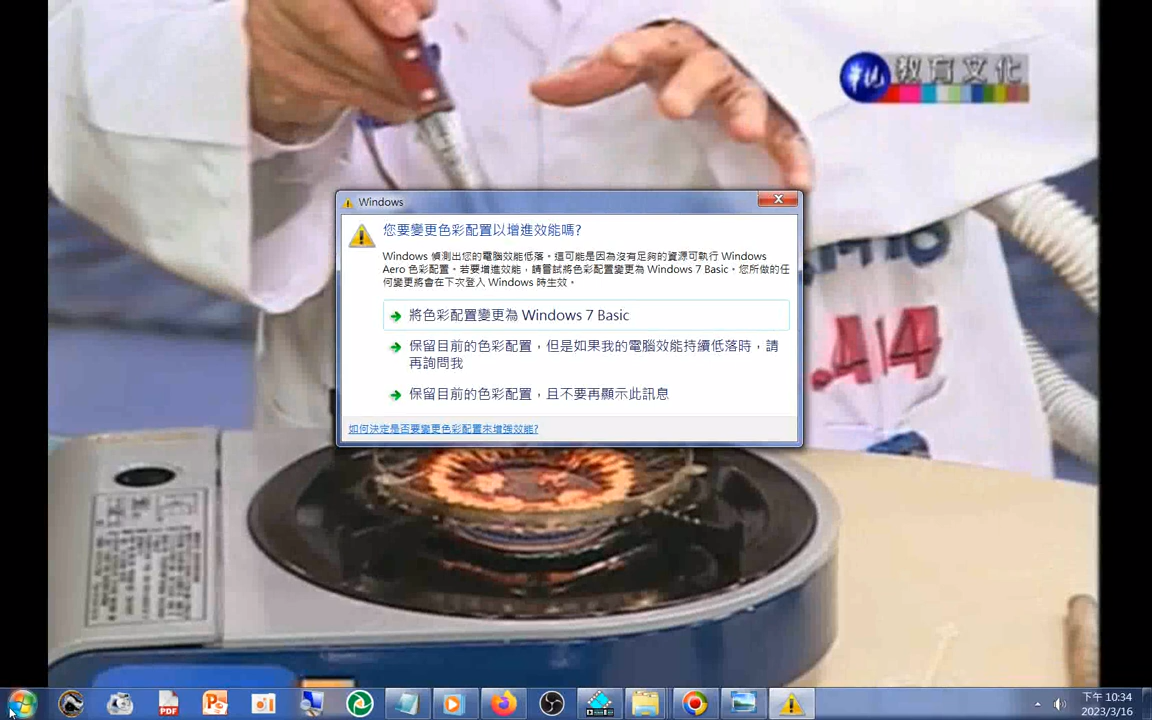 教育文化
Windows
您要變更色彩配置以增進效能嗎?
Windows 偵測出您的電腦效能低落。這可能是因為沒有足夠的資源可執行 Windows
Aero 色彩配置。若要增進效能，請嘗試將色彩配置變更為 Windows 7 Basic。您所做的任
何變更將會在下次登入 Windows 時生效。
將色彩配置變更為 Windows 7 Basic
保留目前的色彩配置，但是如果我的電腦效能持續低落時，請
再詢問我
保留目前的色彩配置，且不要再顯示此訊息
如何決定是否要變更色彩配置來增強效能?
PDF
下午 10:34
2023/3/16